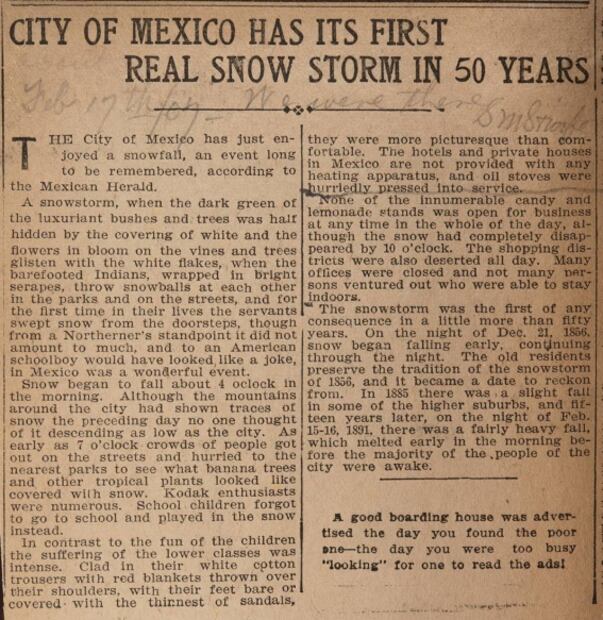 CITY OF MEXICO HAS ITS FIRST
REAL SNOW STORM IN 50 YEARS
Feb 17th/07. We were there
THE City of Mexico has just en-
joyed a snowfall, an event long
to be remembered, according to
the Mexican Herald.
A snowstorm, when the dark green of
the luxuriant bushes and trees was half
hidden by the covering of white and the
flowers in bloom on the vines and trees
glisten with the white flakes, when the
barefooted Indians, wrapped in bright
serapes, throw snowballs at each other
in the parks and on the streets, and for
the first time in their lives the servants
swept snow from the doorsteps, though
from a Northerner's standpoint it did not
amount to much, and to an American
schoolboy would have looked like a joke,
in Mexico was a wonderful event.
Snow began to fall about 4 oclock in
the morning. Although the mountains
around the city had shown traces of
snow the preceding day no one thought
of it descending as low as the city. As
early as 7 o'clock crowds of people got
out on the streets and hurried to the
nearest parks to see what banana trees
and other tropical plants looked like
covered with snow. Kodak enthusiasts
were numerous. School children forgot
to go to school and played in the snow
instead.
In contrast to the fun of the children
the suffering of the lower classes was
intense. Clad in their white cotton
trousers with red blankets thrown over
their shoulders, with their feet bare or
covered with the thinnest of sandals,
they were more picturesque than com-
fortable. The hotels and private houses
in Mexico are not provided with any
heating apparatus, and oil stoves were
hurriedly pressed into service.
None of the innumerable candy and
lemonade stands was open for business
at any time in the whole of the day, al-
though the snow had completely disap-
peared by 10 o'clock. The shopping dis-
tricts were also deserted all day. Many
offices were closed and not many per-
sons ventured out who were able to stay
indoors.
The snowstorm was the first of any
consequence in a little more than fifty
years. On the night of Dec. 21, 1856,
snow began falling early, continuing
through the night. The old residents
preserve the tradition of the snowstorm
of 1856, and it became a date to reckon
from. In 1885 there was a slight fall
in some of the higher suburbs, and fif-
teen years later, on the night of Feb.
15-16, 1891, there was a fairly heavy fall,
which melted early in the morning be-
fore the majority of the people of the
city were awake.
A good boarding house was adver-
tised the day you found the poor
one—the day you were too busy
"looking" for one to read the ads!